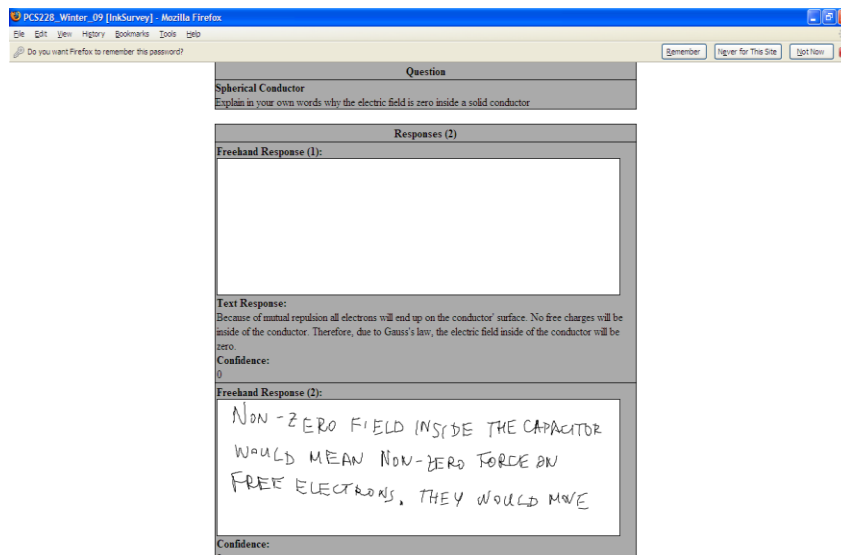 PCS228_Winter_09 [InkSurvey] - Mozilla Firefox
File Edit View History Bookmarks Tools Help
Do you want Firefox to remember this password? Remember Never for This Site Not Now
Question
Spherical Conductor
Explain in your own words why the electric field is zero inside a solid conductor
Responses (2)
Freehand Response (1):
Text Response:
Because of mutual repulsion all electrons will end up on the conductor' surface. No free charges will be
inside of the conductor. Therefore, due to Gauss's law, the electric field inside of the conductor will be
zero.
Confidence:
0
Freehand Response (2):
NON-ZERO FIELD INSIDE THE CAPACITOR
WOULD MEAN NON-ZERO FORCE ON
FREE ELECTRONS. THEY WOULD MOVE
Confidence: